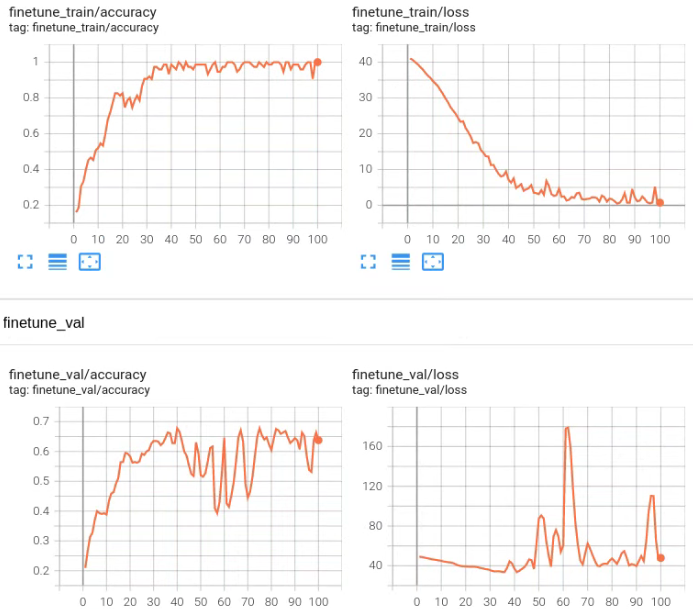 finetune_train/accuracy
tag: finetune_train/accuracy
1
0.8
0.6
0.4
0.2
0 10 20 30 40 50 60 70 80 90 100
finetune_train/loss
tag: finetune_train/loss
40
30
20
10
0
0 10 20 30 40 50 60 70 80 90 100
finetune_val
finetune_val/accuracy
tag: finetune_val/accuracy
0.7
0.6
0.5
0.4
0.3
0.2
0 10 20 30 40 50 60 70 80 90 100
finetune_val/loss
tag: finetune_val/loss
160
120
80
40
0 10 20 30 40 50 60 70 80 90 100